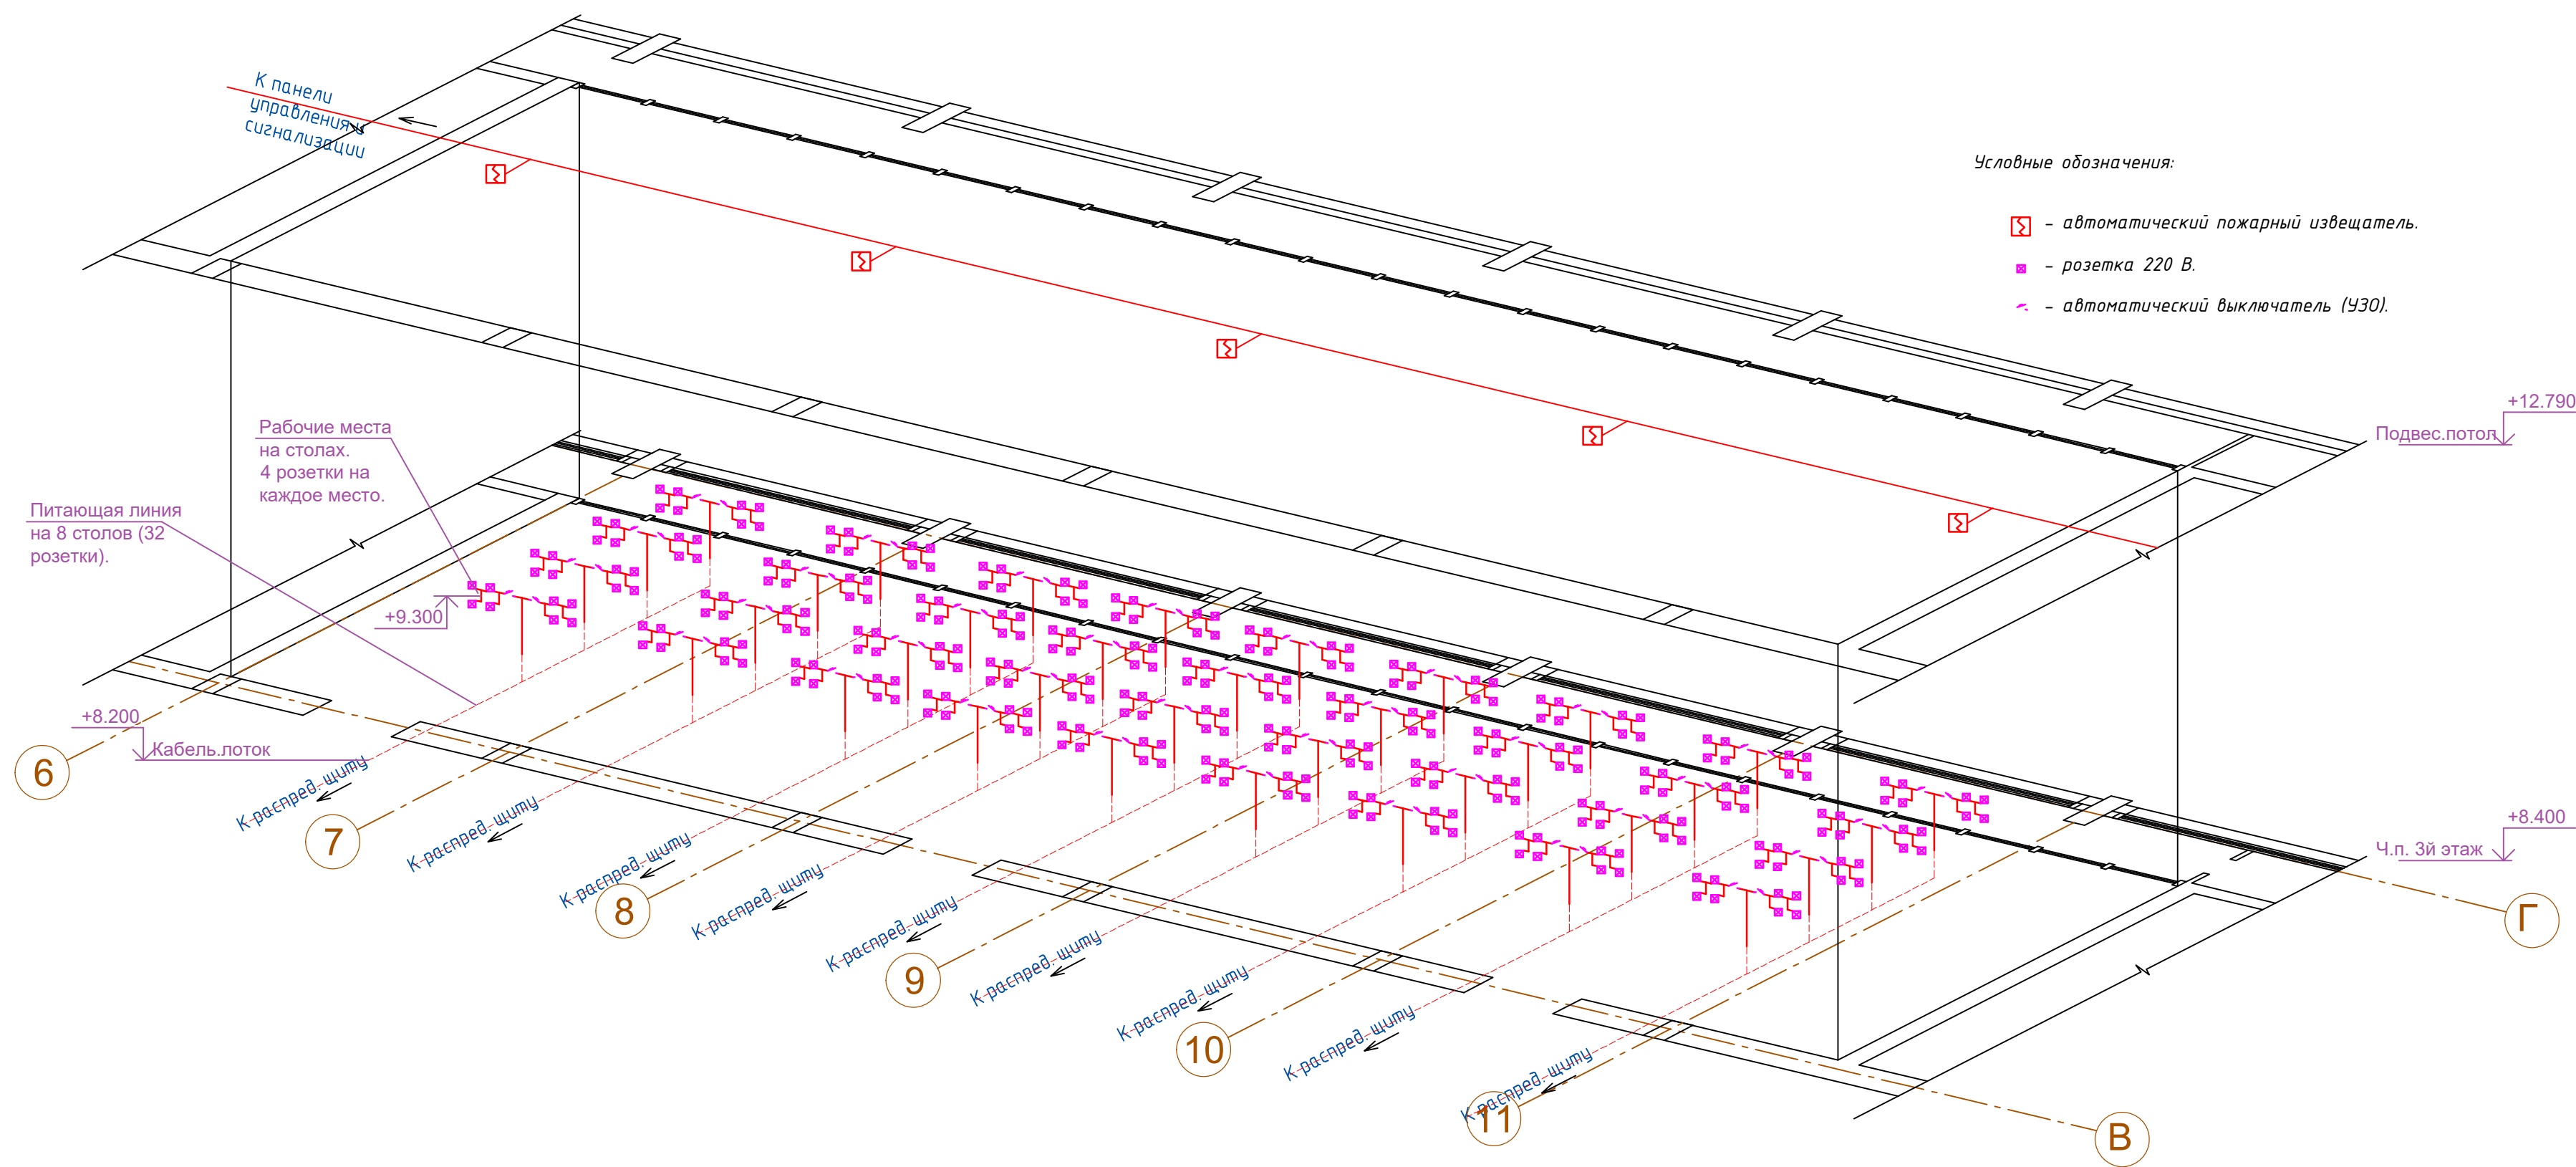 К панели
управления и
сигнализации
Условные обозначения:
- автоматический пожарный извещатель.
- розетка 220 В.
- автоматический выключатель (УЗО).
+12.790
Подвес.потол
Рабочие места
на столах.
4 розетки на
каждое место.
Питающая линия
на 8 столов (32
розетки).
+9.300
+8.200
Кабель.лоток
+8.400
Ч.п. 3й этаж
К распред. щиту
К распред. щиту
К распред. щиту
К распред. щиту
К распред. щиту
К распред. щиту
К распред. щиту
К распред. щиту
К распред. щиту
6
7
8
9
10
11
Г
В